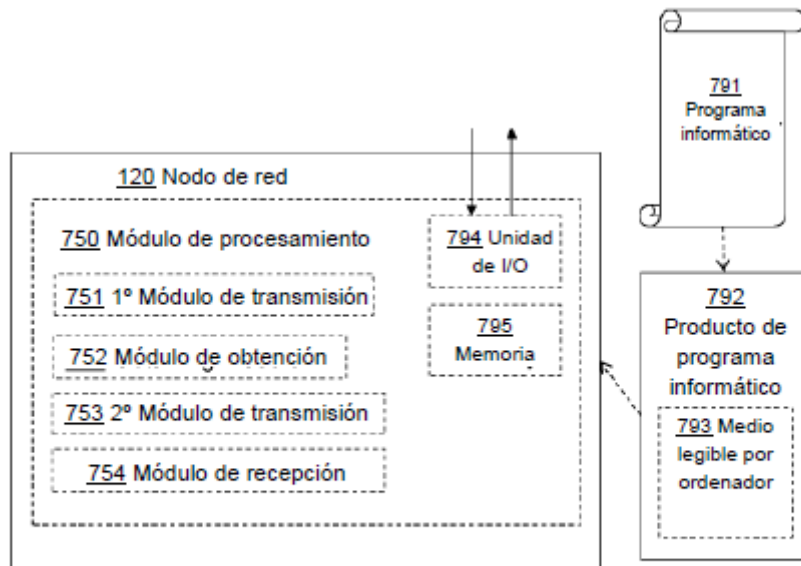 791
Programa
informático
120 Nodo de red
750 Módulo de procesamiento
794 Unidad
de I/O
751 1º Módulo de transmisión
795
Memoria
752 Módulo de obtención
753 2º Módulo de transmisión
754 Módulo de recepción
792
Producto de
programa
informático
793 Medio
legible por
ordenador